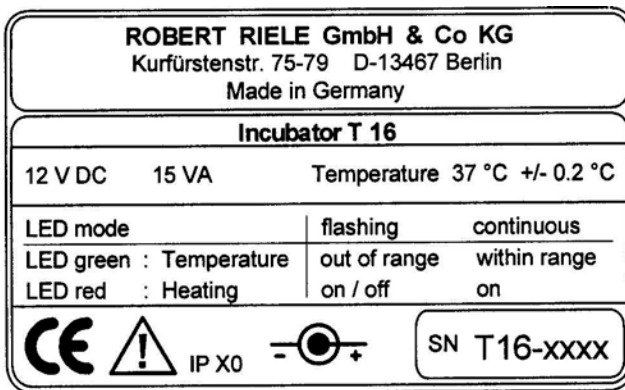 ROBERT RIELE GmbH & Co KG
Kurfürstenstr. 75-79 D-13467 Berlin
Made in Germany
Incubator T 16
12 V DC 15 VA Temperature 37 °C +/- 0.2 °C
LED mode flashing continuous
LED green : Temperature out of range within range
LED red : Heating on / off on
CE IP X0 - + SN T16-xxxx